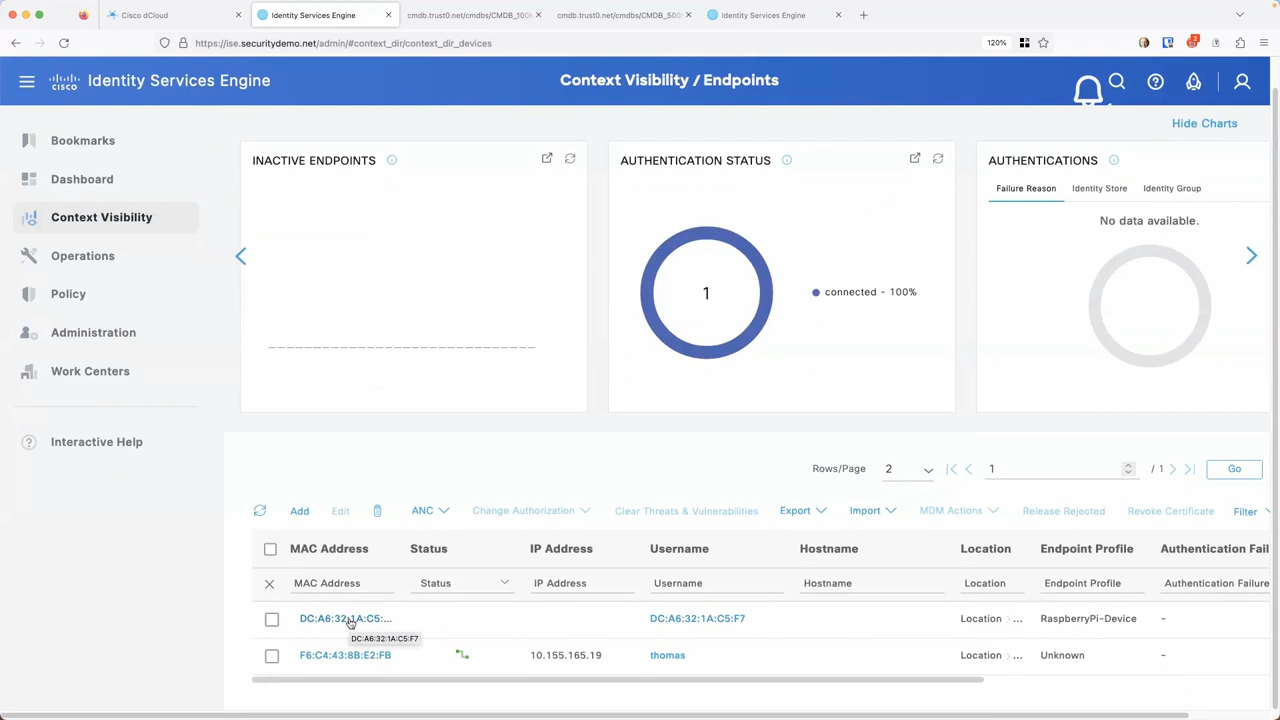 Cisco dCloud
Identity Services Engine
cmdb.trust0.net/cmdbs/CMDB_100
cmdb.trust0.net/cmdbs/CMDB_500
Identity Services Engine
https://ise.securitydemo.net/admin/#context_dir/context_dir_devices
120%
2
CISCO
Identity Services Engine
Context Visibility / Endpoints
Bookmarks
Dashboard
Context Visibility
Operations
Policy
Administration
Work Centers
Interactive Help
Hide Charts
INACTIVE ENDPOINTS
AUTHENTICATION STATUS
1
connected - 100%
AUTHENTICATIONS
Failure Reason Identity Store Identity Group
No data available.
Rows/Page 2 1 / 1 Go
Add Edit ANC Change Authorization Clear Threats & Vulnerabilities Export Import MDM Actions Release Rejected Revoke Certificate Filter
MAC Address Status IP Address Username Hostname Location Endpoint Profile Authentication Fail
MAC Address Status IP Address Username Hostname Location Endpoint Profile Authentication Failure
DC:A6:32:1A:C5:... DC:A6:32:1A:C5:F7 Location ... RaspberryPi-Device -
DC:A6:32:1A:C5:F7
F6:C4:43:8B:E2:FB 10.155.165.19 thomas Location ... Unknown -